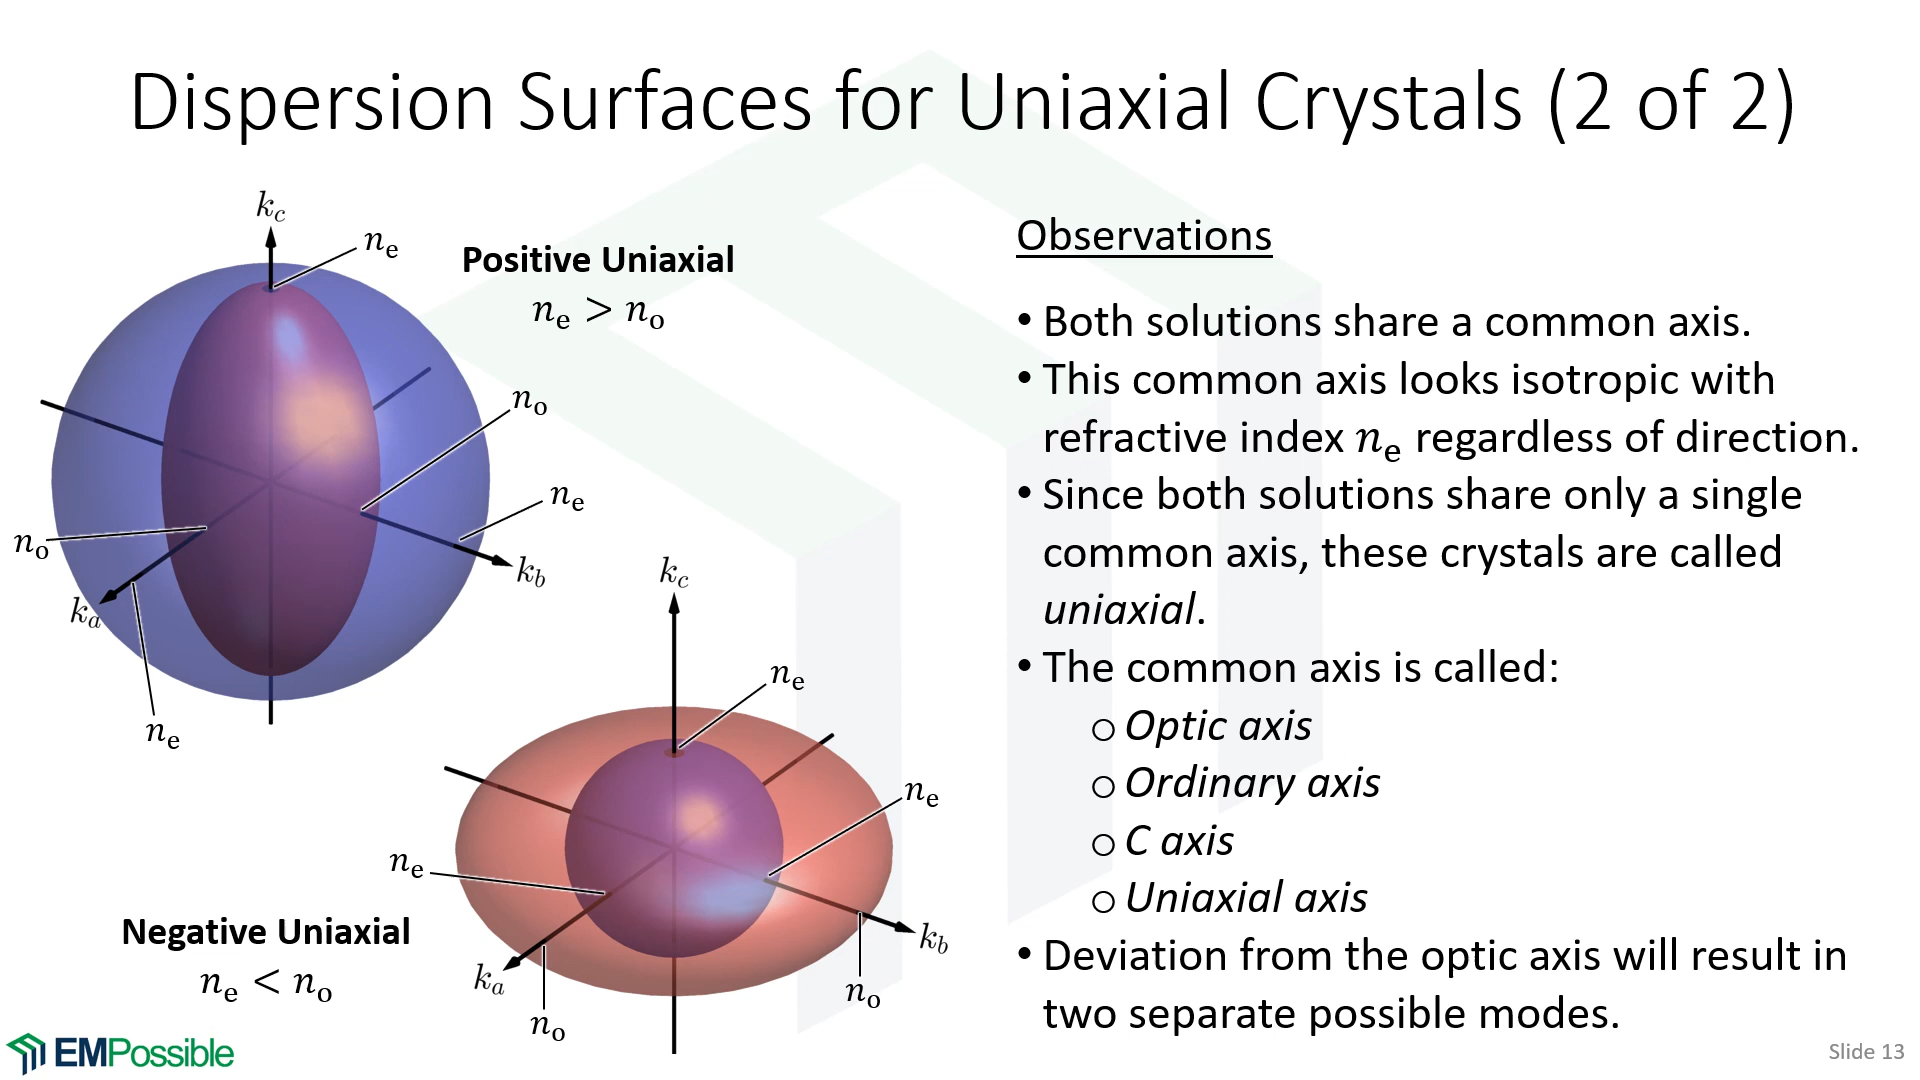 Dispersion Surfaces for Uniaxial Crystals (2 of 2)
k_c
n_e
Positive Uniaxial
n_e > n_o
n_o
n_e
n_o
k_b
k_a
n_e
k_c
n_e
n_e
n_e
Negative Uniaxial
n_e < n_o
k_b
k_a
n_o
n_o
Observations
• Both solutions share a common axis.
• This common axis looks isotropic with
refractive index n_e regardless of direction.
• Since both solutions share only a single
common axis, these crystals are called
uniaxial.
• The common axis is called:
o Optic axis
o Ordinary axis
o C axis
o Uniaxial axis
• Deviation from the optic axis will result in
two separate possible modes.
EMPossible
Slide 13